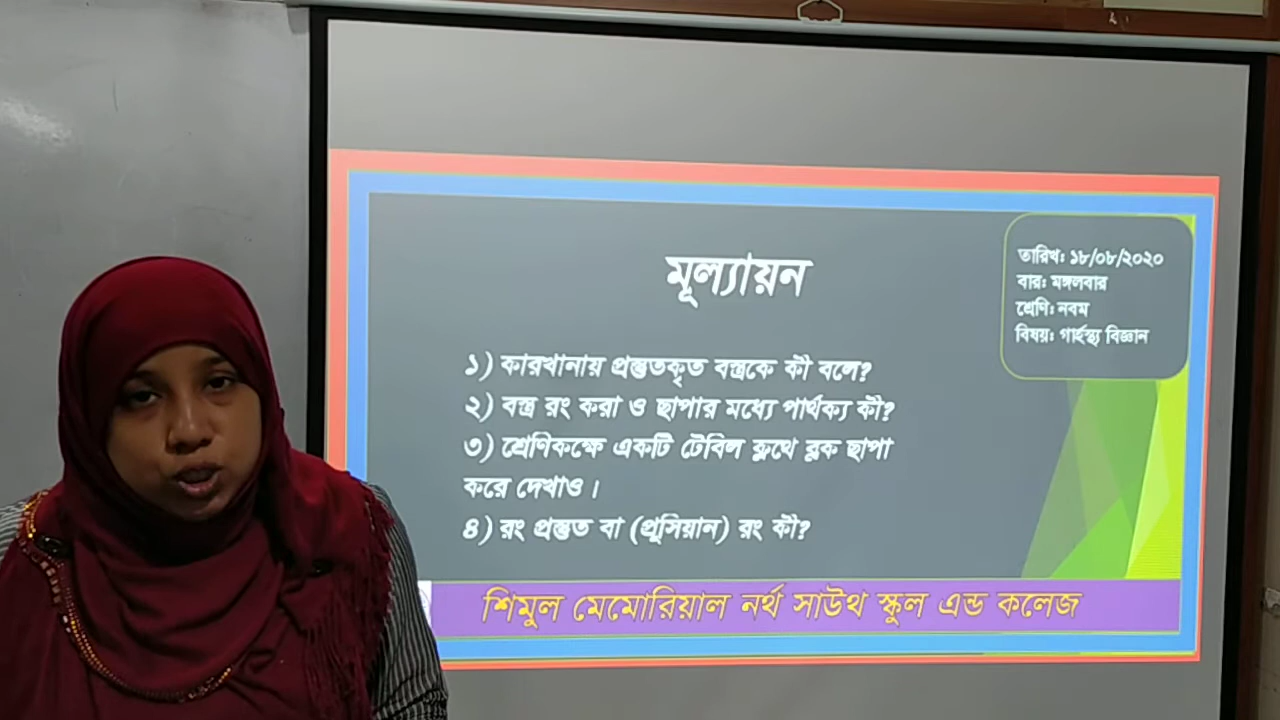 মূল্যায়ন
তারিখঃ ১৮/০৮/২০২০
বারঃ মঙ্গলবার
শ্রেণিঃ নবম
বিষয়ঃ গার্হস্থ্য বিজ্ঞান
১) কারখানায় প্রস্তুতকৃত বস্ত্রকে কী বলে?
২) বস্ত্র রং করা ও ছাপার মধ্যে পার্থক্য কী?
৩) শ্রেণিকক্ষে একটি টেবিল ক্লথে ব্লক ছাপা
করে দেখাও।
৪) রং প্রস্তুত বা (প্রুসিয়ান) রং কী?
শিমুল মেমোরিয়াল নর্থ সাউথ স্কুল এন্ড কলেজ